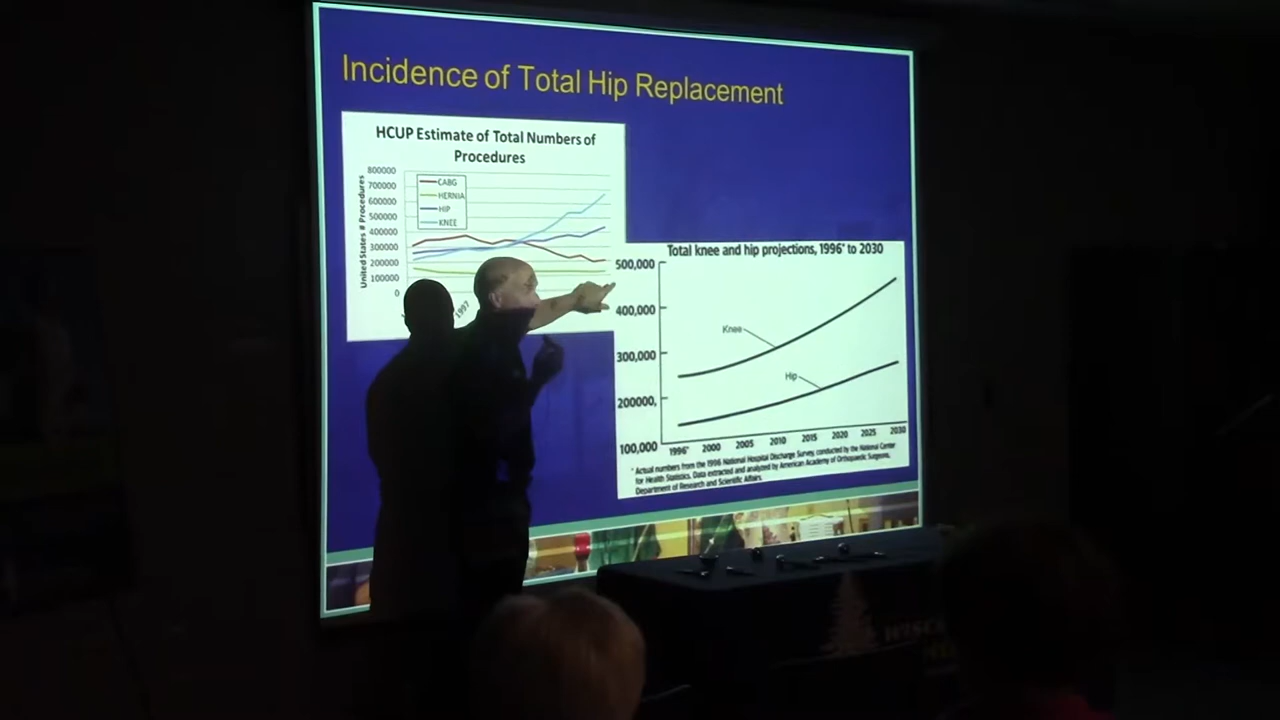 Incidence of Total Hip Replacement
HCUP Estimate of Total Numbers of
Procedures
United States # Procedures
800000
700000
600000
500000
400000
300000
200000
100000
0
CABG
HERNIA
HIP
KNEE
1997
Total knee and hip projections, 1996* to 2030
500,000
400,000
300,000
200000,
100,000
Knee
Hip
1996* 2000 2005 2010 2015 2020 2025 2030
* Actual numbers from the 1996 National Hospital Discharge Survey, conducted by the National Center
for Health Statistics. Data extracted and analyzed by American Academy of Orthopaedic Surgeons,
Department of Research and Scientific Affairs.